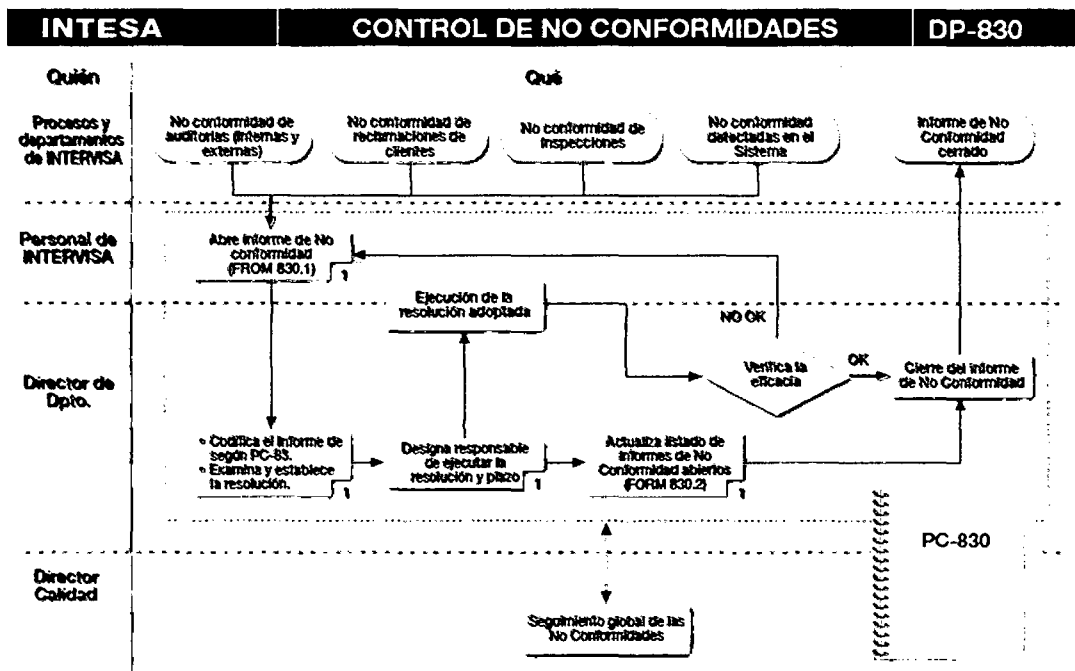 INTESA
CONTROL DE NO CONFORMIDADES
DP-830
Quién
Qué
Procesos y
departamentos
de INTERVISA
No conformidad de
auditorías (Internas y
externas)
No conformidad de
reclamaciones de
clientes
No conformidad de
Inspecciones
No conformidad
detectadas en el
Sistema
Informe de No
Conformidad
cerrado
Personal de
INTERVISA
Abre informe de No
conformidad
(FROM 830.1)
1
Ejecución de la
resolución adoptada
NO OK
Director de
Dpto.
Verifica la
eficacia
OK
Cierre del informe
de No Conformidad
• Codifica el informe de
según PC-83.
• Examina y establece
la resolución.
1
Designa responsable
de ejecutar la
resolución y plazo
1
Actualiza listado de
informes de No
Conformidad abiertos
(FORM 830.2)
1
PC-830
Director
Calidad
Seguimiento global de las
No Conformidades